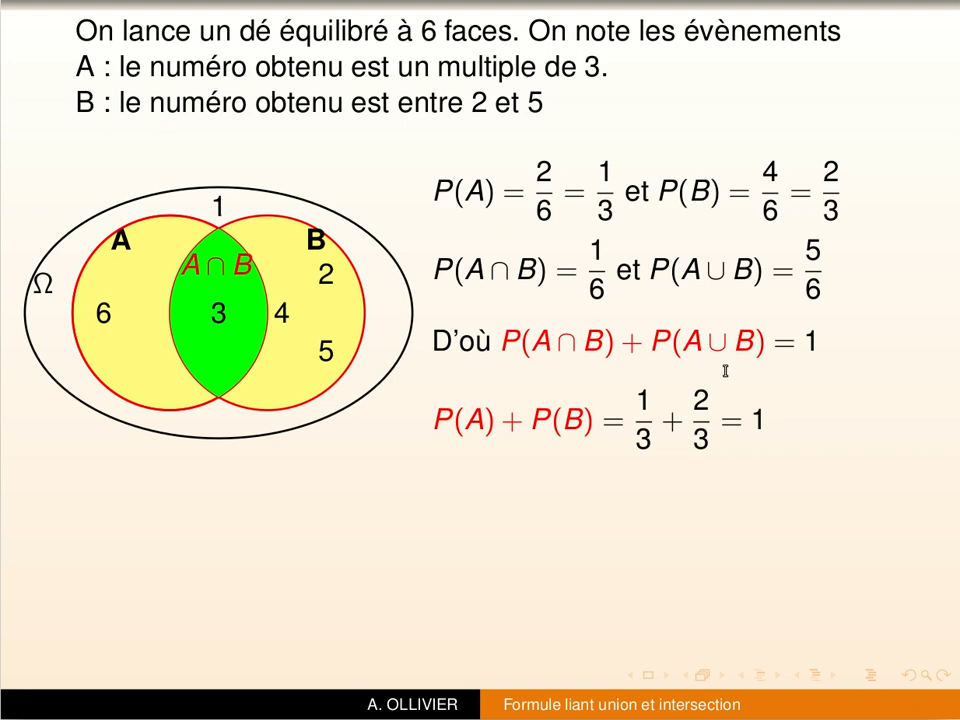 On lance un dé équilibré à 6 faces. On note les évènements
A : le numéro obtenu est un multiple de 3.
B : le numéro obtenu est entre 2 et 5
1
A
B
A ∩ B
2
Ω
6
3
4
5
P(A) = 2/6 = 1/3 et P(B) = 4/6 = 2/3
P(A ∩ B) = 1/6 et P(A ∪ B) = 5/6
D'où P(A ∩ B) + P(A ∪ B) = 1
P(A) + P(B) = 1/3 + 2/3 = 1
A. OLLIVIER
Formule liant union et intersection